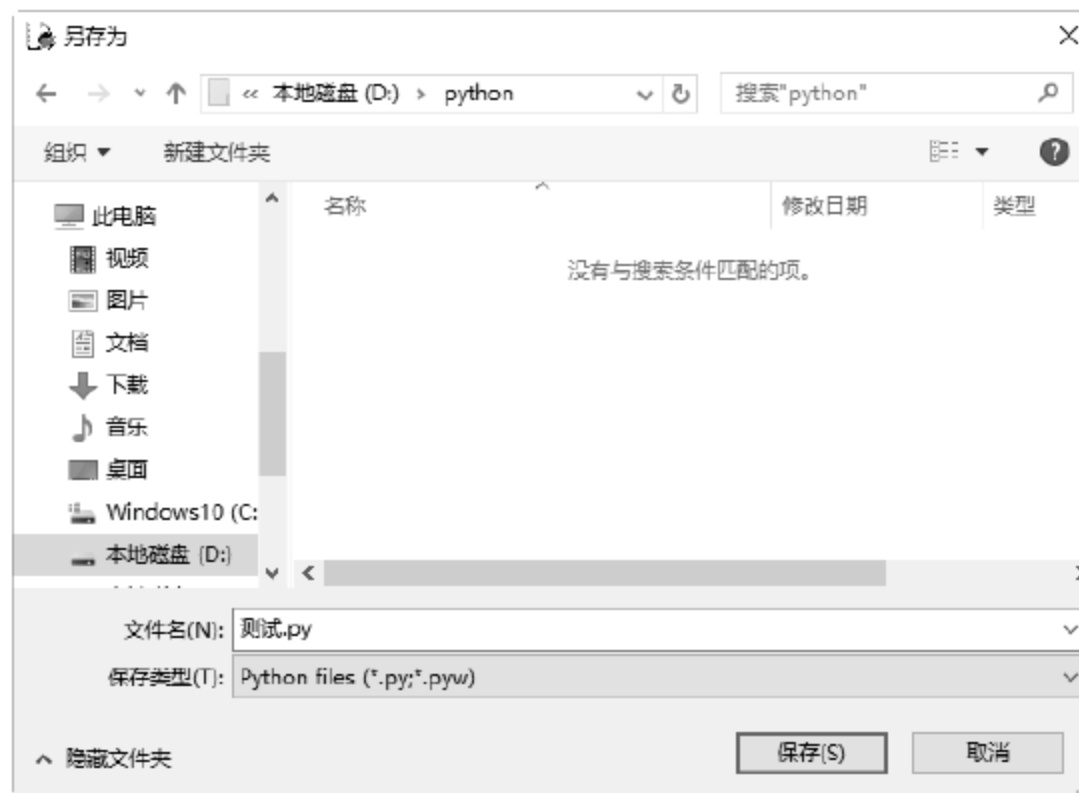 另存为
« 本地磁盘 (D:) › python
搜索"python"
组织 新建文件夹
名称 修改日期 类型
没有与搜索条件匹配的项。
此电脑
视频
图片
文档
下载
音乐
桌面
Windows10 (C:
本地磁盘 (D:)
文件名(N): 测试.py
保存类型(T): Python files (*.py;*.pyw)
隐藏文件夹
保存(S) 取消